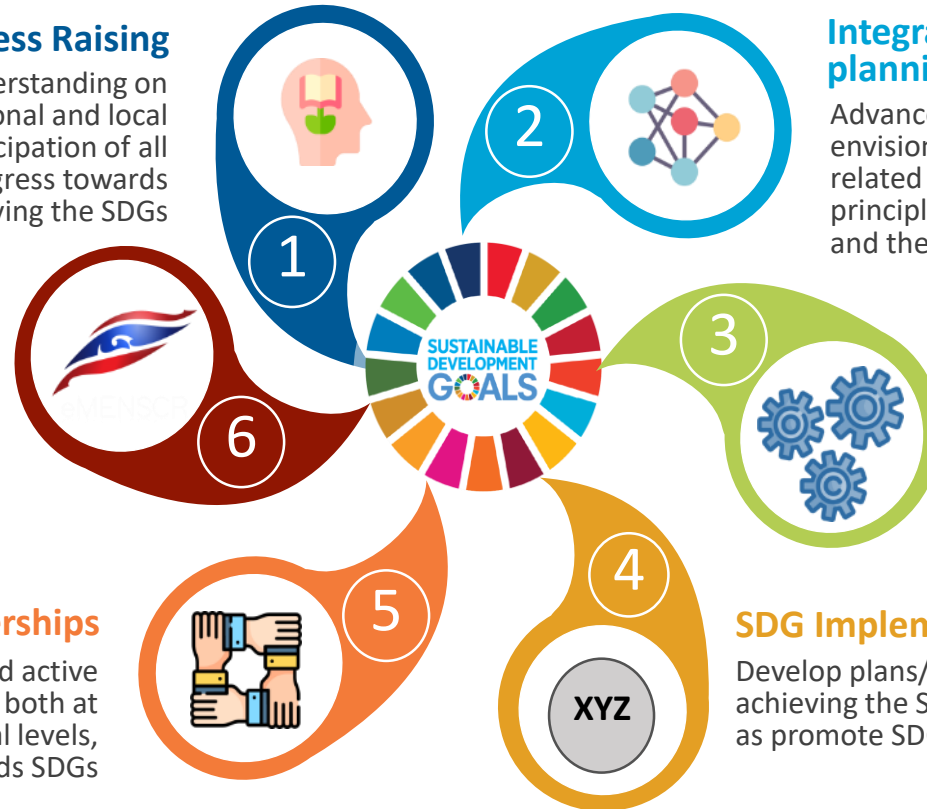 ess Raising
erstanding on
onal and local
cipation of all
gress towards
ving the SDGs
1
2
Integra
planni
Advance
envision
related
principl
and the
3
SUSTAINABLE
DEVELOPMENT
GOALS
6
5
4
XYZ
erships
d active
both at
al levels,
ds SDGs
SDG Implen
Develop plans/
achieving the S
as promote SD